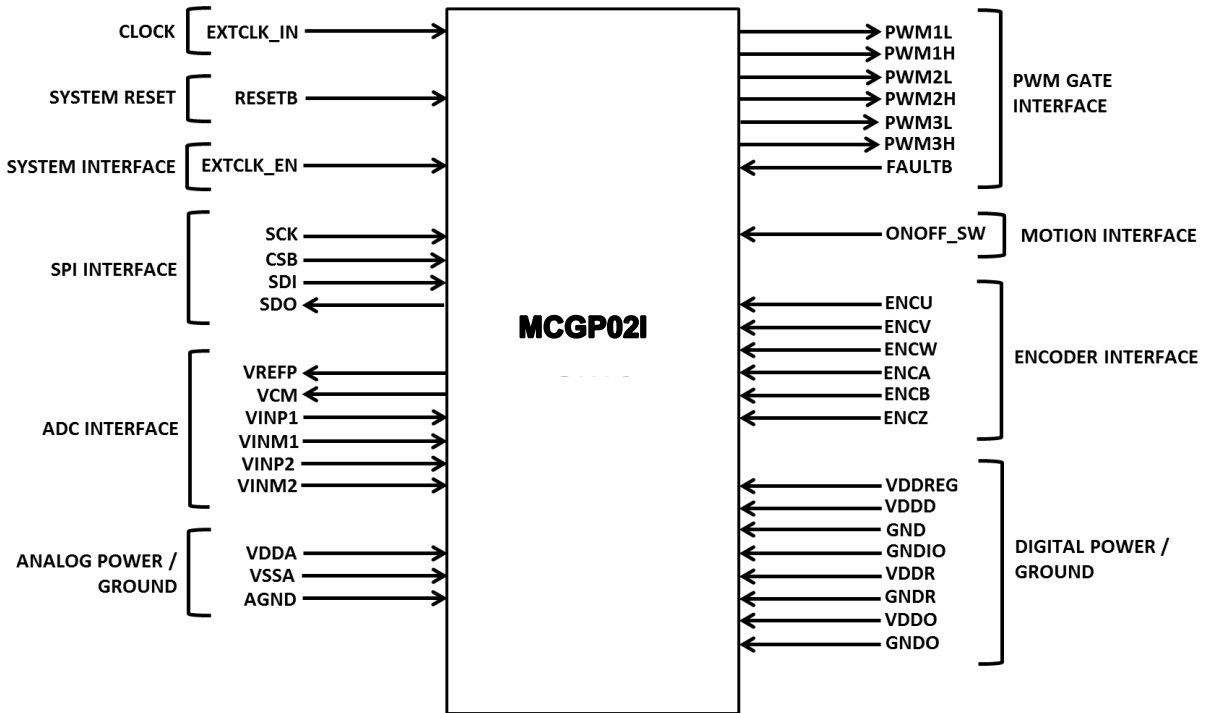 CLOCK
EXTCLK_IN
SYSTEM RESET
RESETB
SYSTEM INTERFACE
EXTCLK_EN
SPI INTERFACE
SCK
CSB
SDI
SDO
ADC INTERFACE
VREFP
VCM
VINP1
VINM1
VINP2
VINM2
ANALOG POWER /
GROUND
VDDA
VSSA
AGND
MCGP02I
PWM1L
PWM1H
PWM2L
PWM2H
PWM3L
PWM3H
FAULTB
PWM GATE
INTERFACE
ONOFF_SW
MOTION INTERFACE
ENCU
ENCV
ENCW
ENCA
ENCB
ENCZ
ENCODER INTERFACE
VDDREG
VDDD
GND
GNDIO
VDDR
GNDR
VDDO
GNDO
DIGITAL POWER /
GROUND